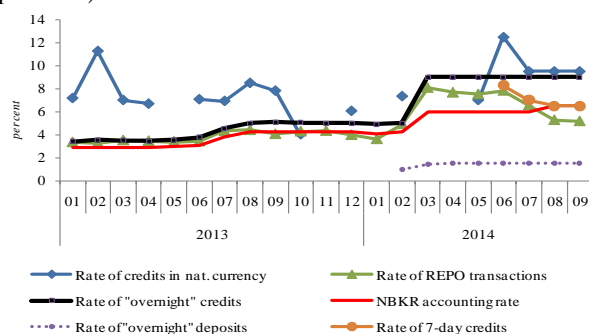 14
12
10
8
6
4
2
0
percent
01 02 03 04 05 06 07 08 09 10 11 12 01 02 03 04 05 06 07 08 09
2013 2014
Rate of credits in nat. currency Rate of REPO transactions
Rate of "overnight" credits NBKR accounting rate
Rate of "overnight" deposits Rate of 7-day credits